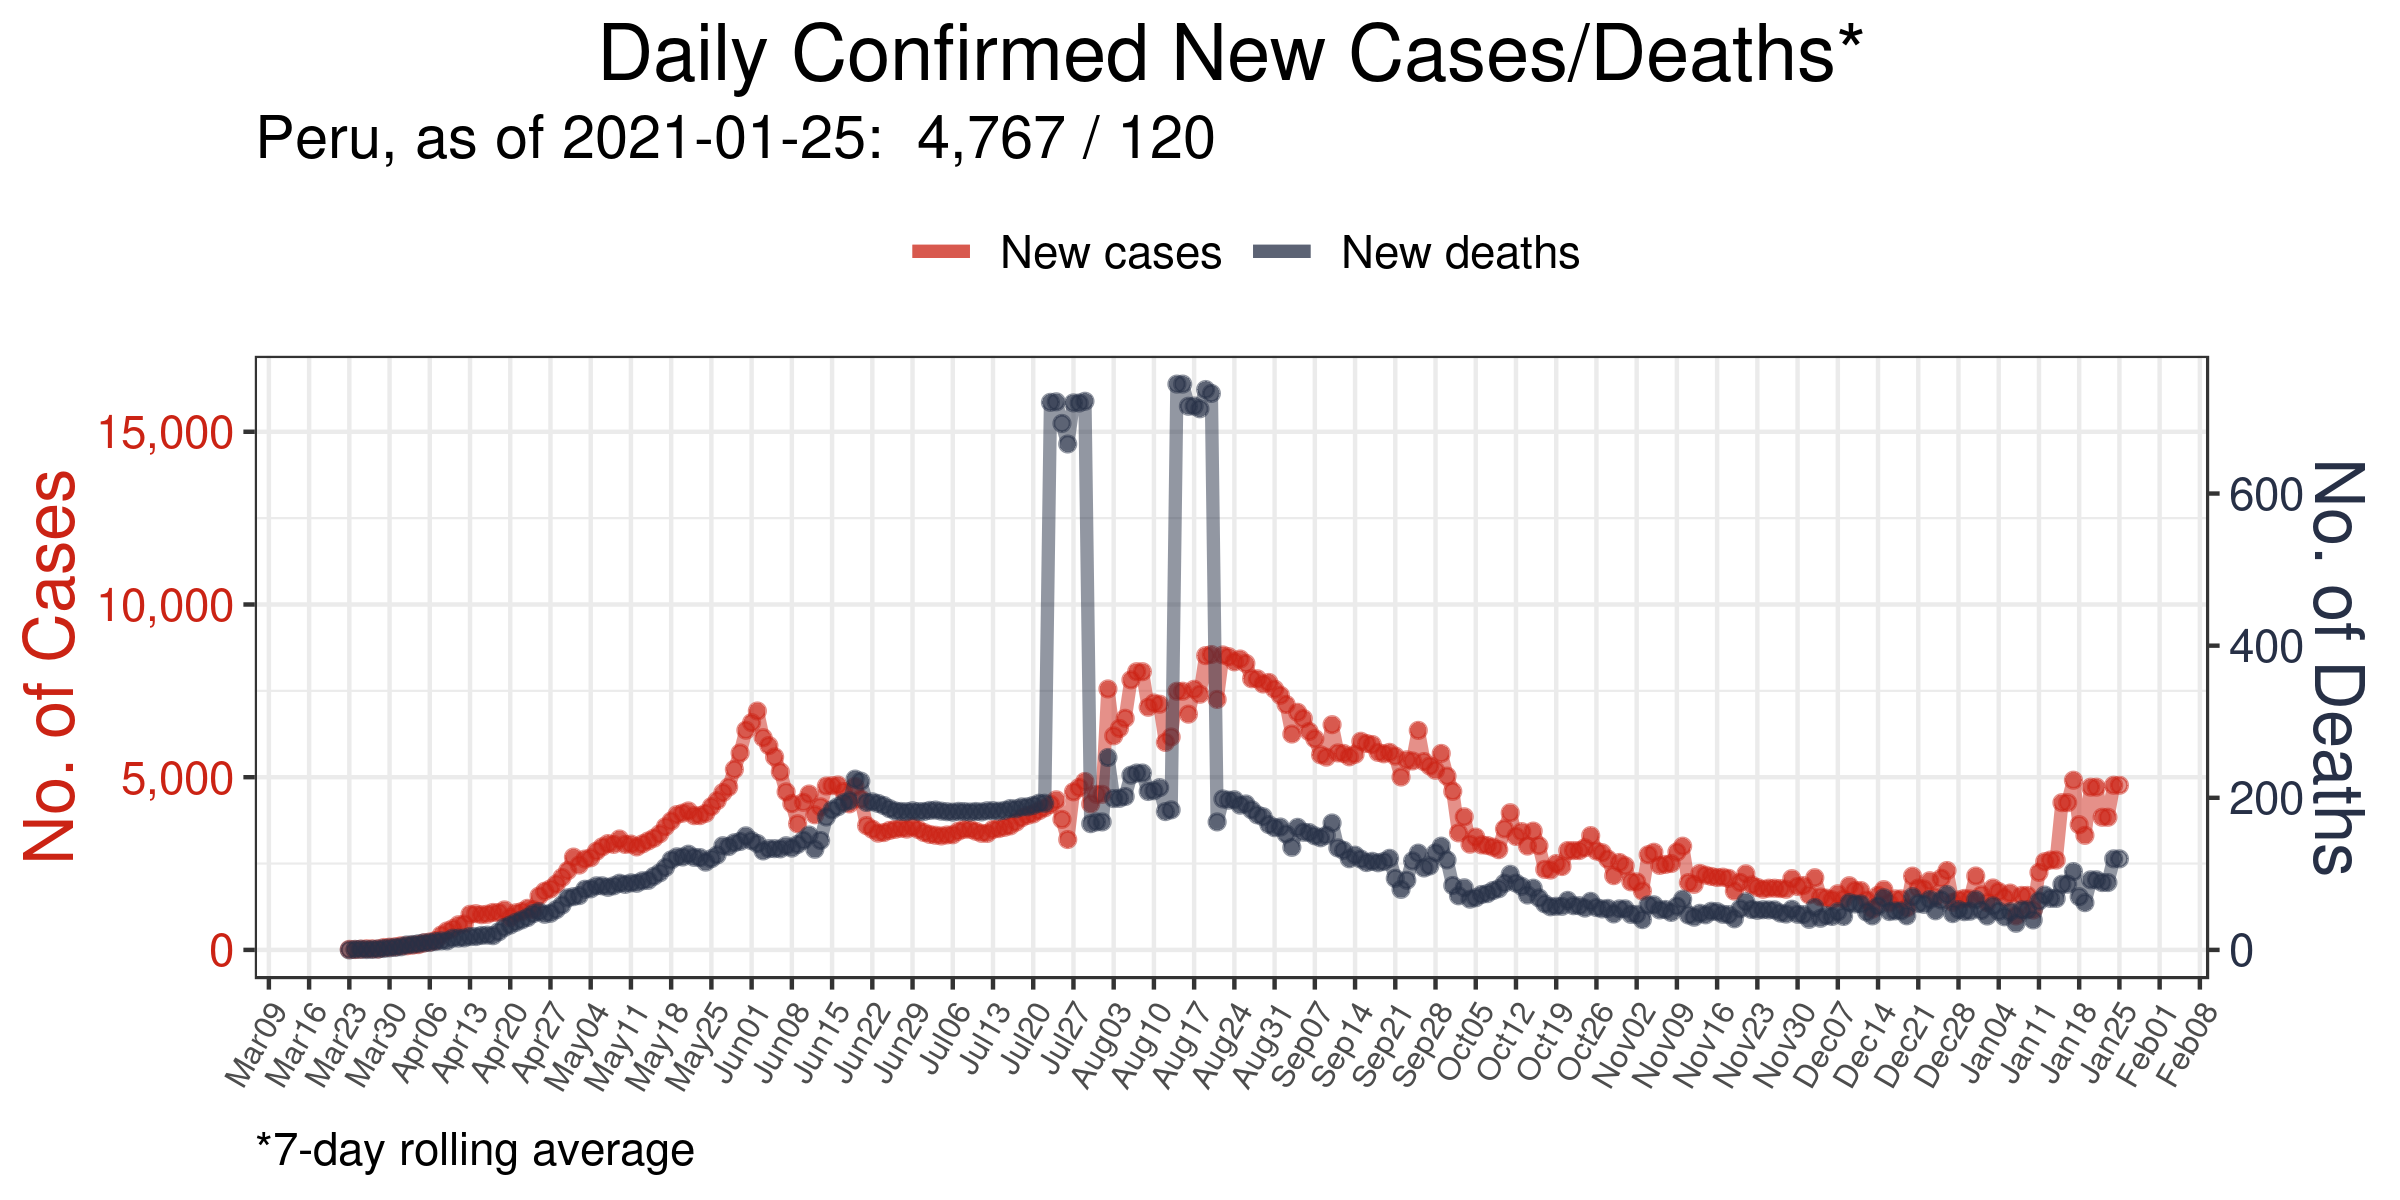 Daily Confirmed New Cases/Deaths*
Peru, as of 2021-01-25:  4,767 / 120
New cases
New deaths
No. of Cases
15,000
10,000
5,000
0
600
400
200
0
No. of Deaths
Mar09
Mar16
Mar23
Mar30
Apr06
Apr13
Apr20
Apr27
May04
May11
May18
May25
Jun01
Jun08
Jun15
Jun22
Jun29
Jul06
Jul13
Jul20
Jul27
Aug03
Aug10
Aug17
Aug24
Aug31
Sep07
Sep14
Sep21
Sep28
Oct05
Oct12
Oct19
Oct26
Nov02
Nov09
Nov16
Nov23
Nov30
Dec07
Dec14
Dec21
Dec28
Jan04
Jan11
Jan18
Jan25
Feb01
Feb08
*7-day rolling average